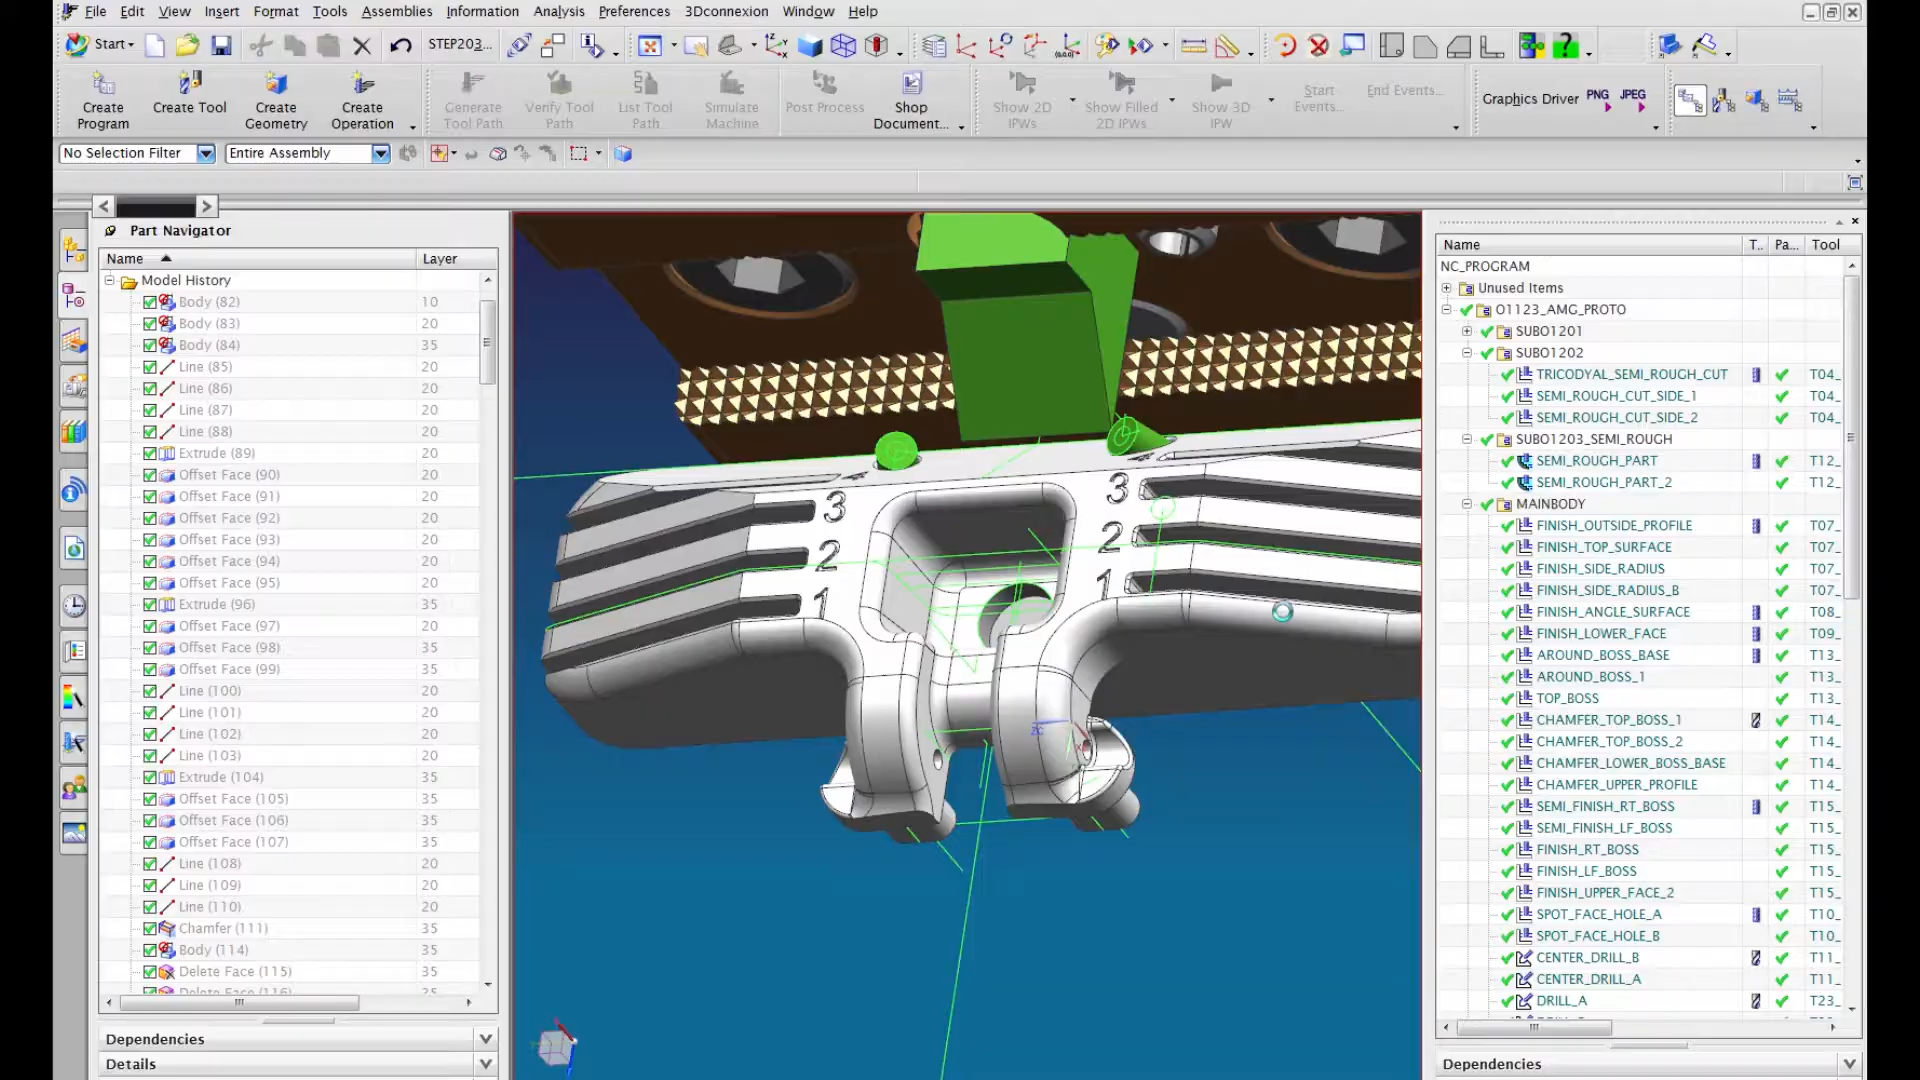 File Edit View Insert Format Tools Assemblies Information Analysis Preferences 3Dconnexion Window Help
Start STEP203...
Create Program
Create Tool
Create Geometry
Create Operation
Generate Tool Path
Verify Tool Path
List Tool Path
Simulate Machine
Post Process
Shop Document...
Show 2D IPWs
Show Filled 2D IPWs
Show 3D IPW
Start Events...
End Events...
Graphics Driver PNG JPEG
No Selection Filter Entire Assembly
Part Navigator
Name Layer
Model History
Body (82) 10
Body (83) 20
Body (84) 35
Line (85) 20
Line (86) 20
Line (87) 20
Line (88) 20
Extrude (89) 20
Offset Face (90) 20
Offset Face (91) 20
Offset Face (92) 20
Offset Face (93) 20
Offset Face (94) 20
Offset Face (95) 20
Extrude (96) 35
Offset Face (97) 20
Offset Face (98) 35
Offset Face (99) 35
Line (100) 20
Line (101) 20
Line (102) 20
Line (103) 20
Extrude (104) 35
Offset Face (105) 35
Offset Face (106) 35
Offset Face (107) 35
Line (108) 20
Line (109) 20
Line (110) 20
Chamfer (111) 35
Body (114) 35
Delete Face (115) 35
Delete Face (116) 35
Dependencies
Details
3 3
2 2
1 1
ZC
Name T.. Pa... Tool
NC_PROGRAM
Unused Items
O1123_AMG_PROTO
SUBO1201
SUBO1202
TRICODYAL_SEMI_ROUGH_CUT T04_
SEMI_ROUGH_CUT_SIDE_1 T04_
SEMI_ROUGH_CUT_SIDE_2 T04_
SUBO1203_SEMI_ROUGH
SEMI_ROUGH_PART T12_
SEMI_ROUGH_PART_2 T12_
MAINBODY
FINISH_OUTSIDE_PROFILE T07_
FINISH_TOP_SURFACE T07_
FINISH_SIDE_RADIUS T07_
FINISH_SIDE_RADIUS_B T07_
FINISH_ANGLE_SURFACE T08_
FINISH_LOWER_FACE T09_
AROUND_BOSS_BASE T13_
AROUND_BOSS_1 T13_
TOP_BOSS T13_
CHAMFER_TOP_BOSS_1 T14_
CHAMFER_TOP_BOSS_2 T14_
CHAMFER_LOWER_BOSS_BASE T14_
CHAMFER_UPPER_PROFILE T14_
SEMI_FINISH_RT_BOSS T15_
SEMI_FINISH_LF_BOSS T15_
FINISH_RT_BOSS T15_
FINISH_LF_BOSS T15_
FINISH_UPPER_FACE_2 T15_
SPOT_FACE_HOLE_A T10_
SPOT_FACE_HOLE_B T10_
CENTER_DRILL_B T11_
CENTER_DRILL_A T11_
DRILL_A T23_
Dependencies